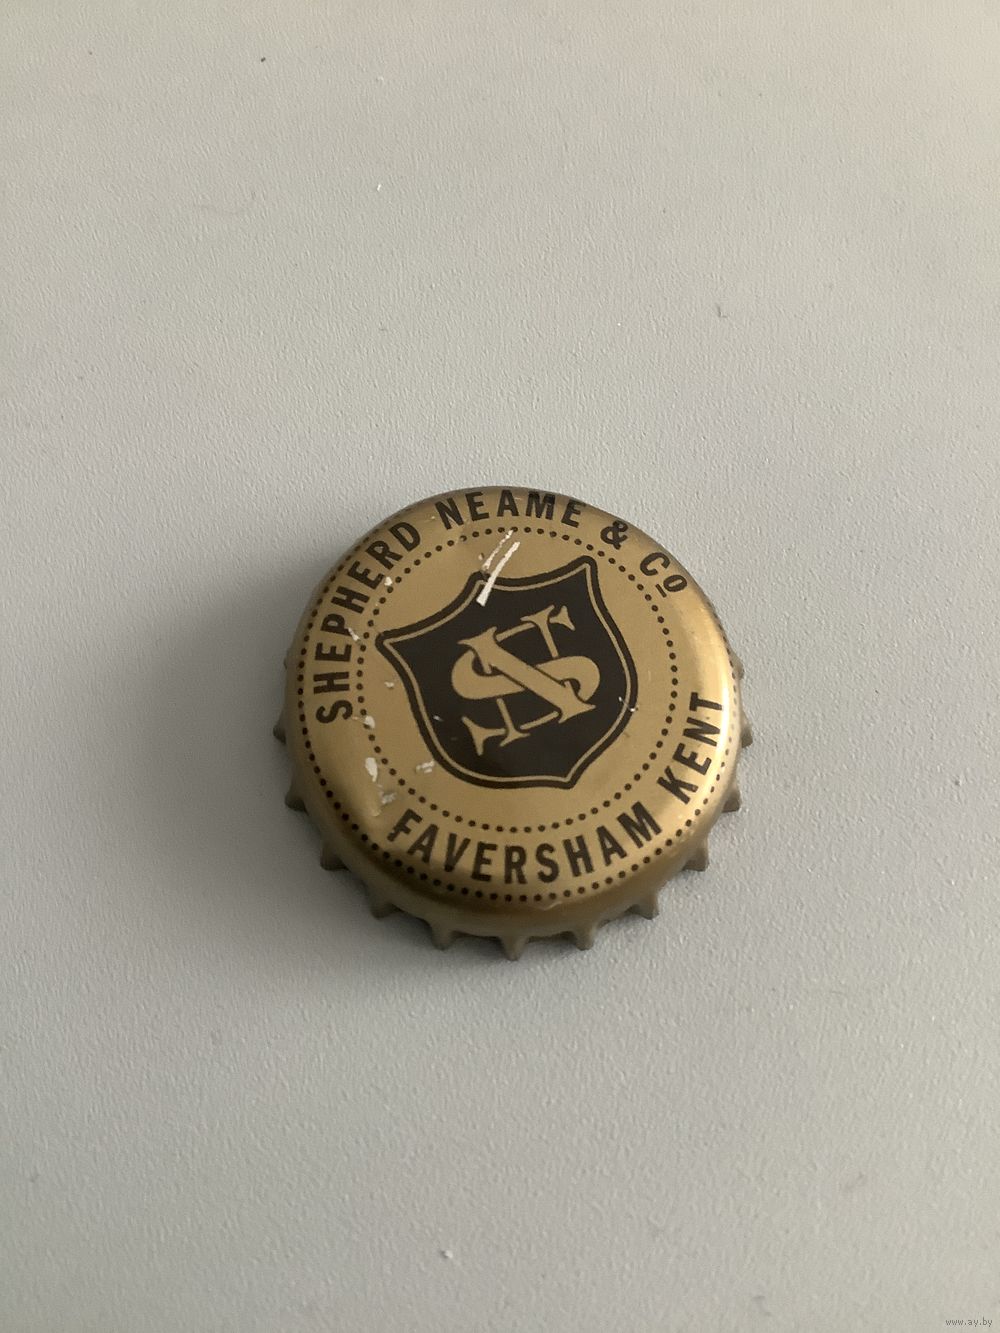 SHEPHERD NEAME & Cº
SN
FAVERSHAM KENT
www.ay.by